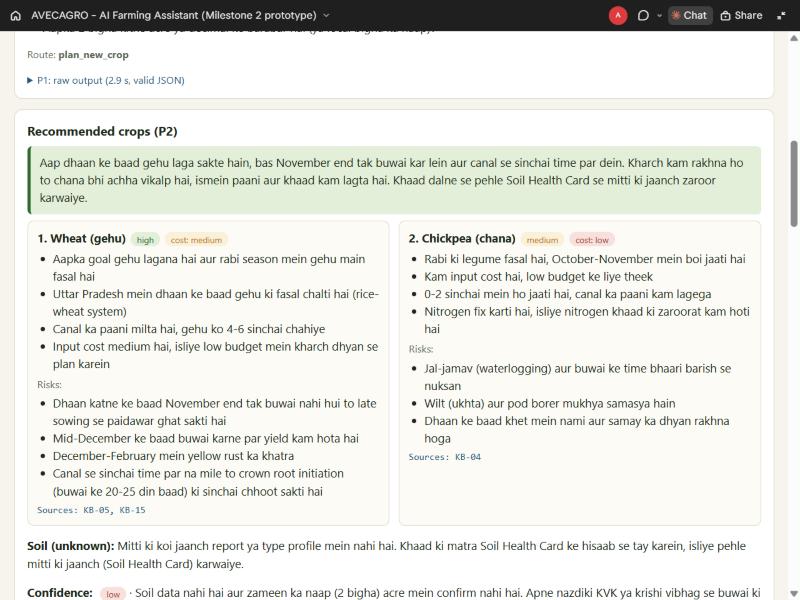 AVECAGRO – AI Farming Assistant (Milestone 2 prototype)
A
Chat
Share
Route: plan_new_crop
P1: raw output (2.9 s, valid JSON)
Recommended crops (P2)
Aap dhaan ke baad gehu laga sakte hain, bas November end tak buwai kar lein aur canal se sinchai time par dein. Kharch kam rakhna ho
to chana bhi achha vikalp hai, ismein paani aur khaad kam lagta hai. Khaad dalne se pehle Soil Health Card se mitti ki jaanch zaroor
karwaiye.
1. Wheat (gehu) high cost: medium
Aapka goal gehu lagana hai aur rabi season mein gehu main
fasal hai
Uttar Pradesh mein dhaan ke baad gehu ki fasal chalti hai (rice-
wheat system)
Canal ka paani milta hai, gehu ko 4-6 sinchai chahiye
Input cost medium hai, isliye low budget mein kharch dhyan se
plan karein
Risks:
Dhaan katne ke baad November end tak buwai nahi hui to late
sowing se paidawar ghat sakti hai
Mid-December ke baad buwai karne par yield kam hota hai
December-February mein yellow rust ka khatra
Canal se sinchai time par na mile to crown root initiation
(buwai ke 20-25 din baad) ki sinchai chhoot sakti hai
Sources: KB-05, KB-15
2. Chickpea (chana) medium cost: low
Rabi ki legume fasal hai, October-November mein boi jaati hai
Kam input cost hai, low budget ke liye theek
0-2 sinchai mein ho jaati hai, canal ka paani kam lagega
Nitrogen fix karti hai, isliye nitrogen khaad ki zaroorat kam hoti
hai
Risks:
Jal-jamav (waterlogging) aur buwai ke time bhaari barish se
nuksan
Wilt (ukhta) aur pod borer mukhya samasya hain
Dhaan ke baad khet mein nami aur samay ka dhyan rakhna
hoga
Sources: KB-04
Soil (unknown): Mitti ki koi jaanch report ya type profile mein nahi hai. Khaad ki matra Soil Health Card ke hisaab se tay karein, isliye pehle
mitti ki jaanch (Soil Health Card) karwaiye.
Confidence: low · Soil data nahi hai aur zameen ka naap (2 bigha) acre mein confirm nahi hai. Apne nazdiki KVK ya krishi vibhag se buwai ki